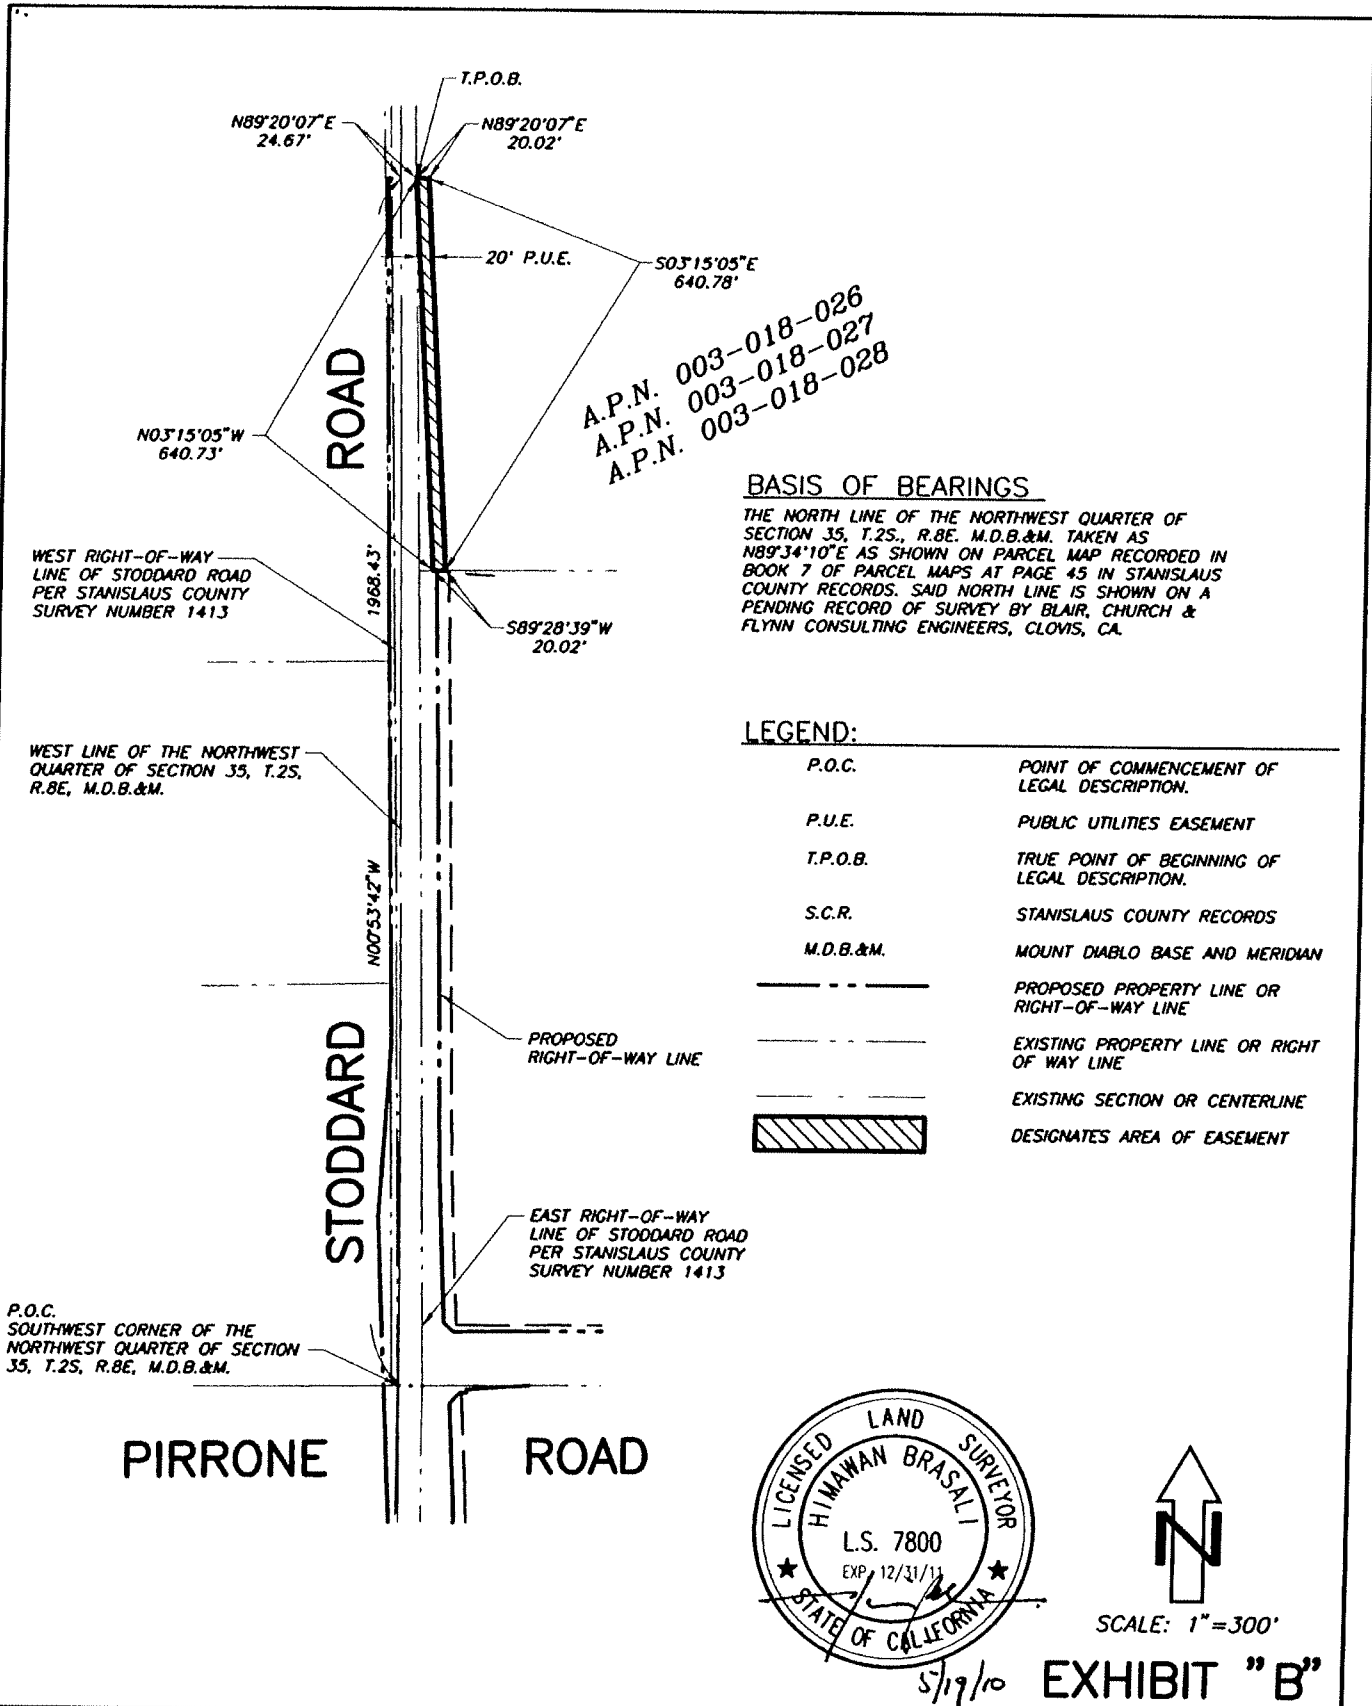 T.P.O.B.
N89°20'07"E
24.67'
N89°20'07"E
20.02'
20' P.U.E.
S03°15'05"E
640.78'
A.P.N. 003-018-026
A.P.N. 003-018-027
A.P.N. 003-018-028
ROAD
N03°15'05"W
640.73'
BASIS OF BEARINGS
THE NORTH LINE OF THE NORTHWEST QUARTER OF
SECTION 35, T.2S., R.8E. M.D.B.&M. TAKEN AS
N89°34'10"E AS SHOWN ON PARCEL MAP RECORDED IN
BOOK 7 OF PARCEL MAPS AT PAGE 45 IN STANISLAUS
COUNTY RECORDS. SAID NORTH LINE IS SHOWN ON A
PENDING RECORD OF SURVEY BY BLAIR, CHURCH &
FLYNN CONSULTING ENGINEERS, CLOVIS, CA.
WEST RIGHT-OF-WAY
LINE OF STODDARD ROAD
PER STANISLAUS COUNTY
SURVEY NUMBER 1413
1968.43'
S89°28'39"W
20.02'
WEST LINE OF THE NORTHWEST
QUARTER OF SECTION 35, T.2S,
R.8E, M.D.B.&M.
N00°53'42"W
LEGEND:
P.O.C. POINT OF COMMENCEMENT OF
LEGAL DESCRIPTION.
P.U.E. PUBLIC UTILITIES EASEMENT
T.P.O.B. TRUE POINT OF BEGINNING OF
LEGAL DESCRIPTION.
S.C.R. STANISLAUS COUNTY RECORDS
M.D.B.&M. MOUNT DIABLO BASE AND MERIDIAN
PROPOSED PROPERTY LINE OR
RIGHT-OF-WAY LINE
EXISTING PROPERTY LINE OR RIGHT
OF WAY LINE
EXISTING SECTION OR CENTERLINE
DESIGNATES AREA OF EASEMENT
PROPOSED
RIGHT-OF-WAY LINE
STODDARD
EAST RIGHT-OF-WAY
LINE OF STODDARD ROAD
PER STANISLAUS COUNTY
SURVEY NUMBER 1413
P.O.C.
SOUTHWEST CORNER OF THE
NORTHWEST QUARTER OF SECTION
35, T.2S, R.8E, M.D.B.&M.
PIRRONE ROAD
LICENSED LAND SURVEYOR
HIMAWAN BRASALI
L.S. 7800
EXP. 12/31/11
STATE OF CALIFORNIA
5/19/10
SCALE: 1"=300'
EXHIBIT "B"